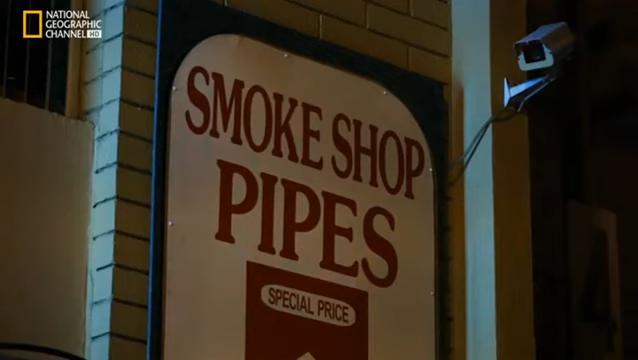 NATIONAL
GEOGRAPHIC
CHANNEL HD
SMOKE SHOP
PIPES
SPECIAL PRICE